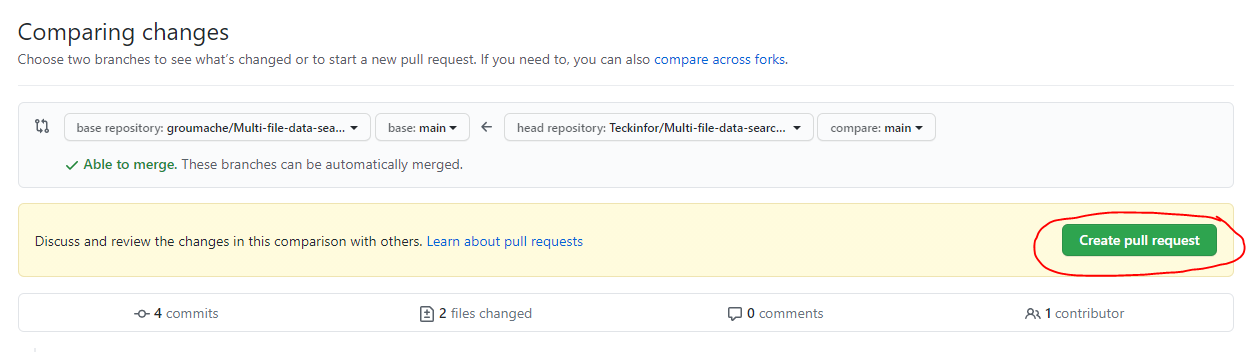 Comparing changes
Choose two branches to see what's changed or to start a new pull request. If you need to, you can also compare across forks.
base repository: groumache/Multi-file-data-sea... base: main head repository: Teckinfor/Multi-file-data-searc... compare: main
Able to merge. These branches can be automatically merged.
Discuss and review the changes in this comparison with others. Learn about pull requests Create pull request
4 commits 2 files changed 0 comments 1 contributor